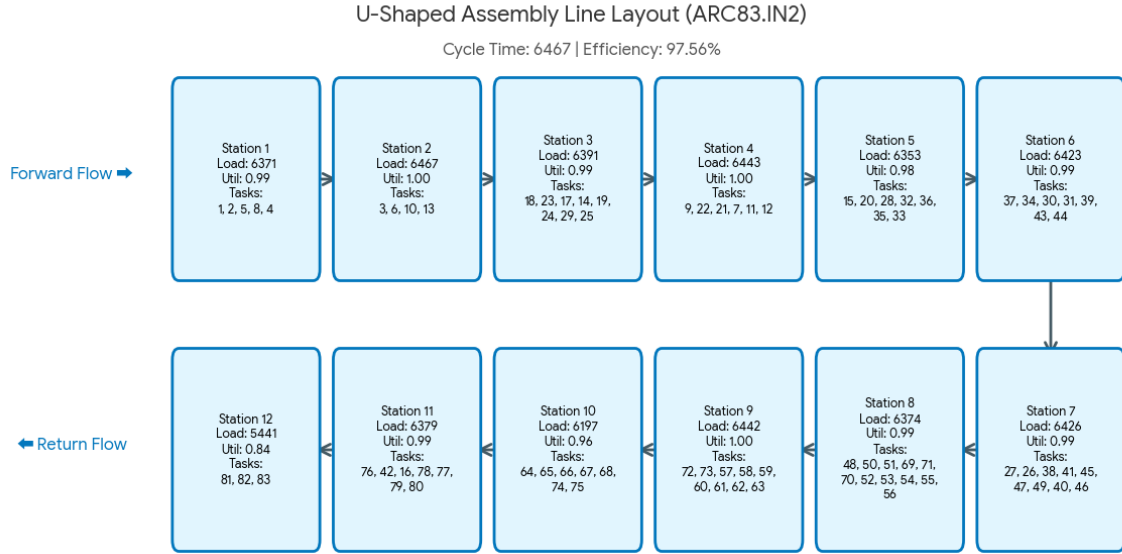 U-Shaped Assembly Line Layout (ARC83.IN2)
Cycle Time: 6467 | Efficiency: 97.56%
Forward Flow ➡
Station 1
Load: 6371
Util: 0.99
Tasks:
1, 2, 5, 8, 4
Station 2
Load: 6467
Util: 1.00
Tasks:
3, 6, 10, 13
Station 3
Load: 6391
Util: 0.99
Tasks:
18, 23, 17, 14, 19,
24, 29, 25
Station 4
Load: 6443
Util: 1.00
Tasks:
9, 22, 21, 7, 11, 12
Station 5
Load: 6353
Util: 0.98
Tasks:
15, 20, 28, 32, 36,
35, 33
Station 6
Load: 6423
Util: 0.99
Tasks:
37, 34, 30, 31, 39,
43, 44
⬅ Return Flow
Station 12
Load: 5441
Util: 0.84
Tasks:
81, 82, 83
Station 11
Load: 6379
Util: 0.99
Tasks:
76, 42, 16, 78, 77,
79, 80
Station 10
Load: 6197
Util: 0.96
Tasks:
64, 65, 66, 67, 68,
74, 75
Station 9
Load: 6442
Util: 1.00
Tasks:
72, 73, 57, 58, 59,
60, 61, 62, 63
Station 8
Load: 6374
Util: 0.99
Tasks:
48, 50, 51, 69, 71,
70, 52, 53, 54, 55,
56
Station 7
Load: 6426
Util: 0.99
Tasks:
27, 26, 38, 41, 45,
47, 49, 40, 46